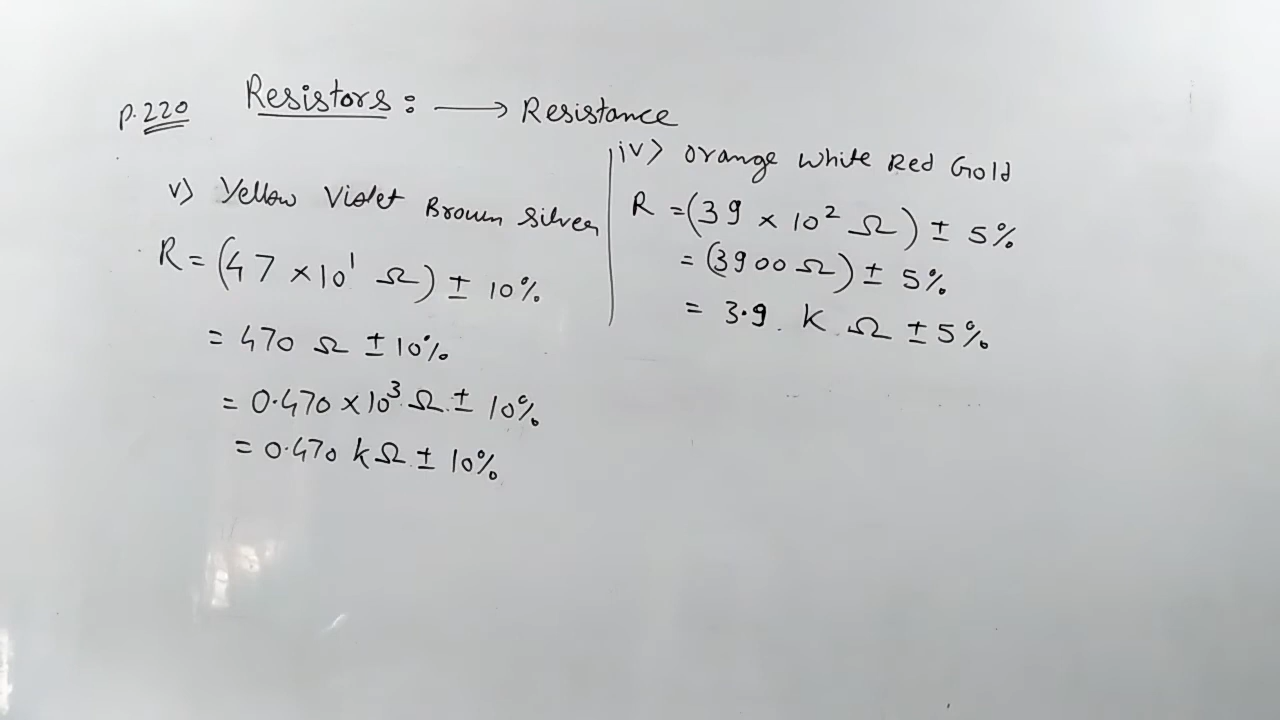 P.220 Resistors : → Resistance
v) Yellow Violet Brown Silver
R = (47 × 10¹ Ω) ± 10%
= 470 Ω ± 10%
= 0.470 × 10³ Ω ± 10%
= 0.470 kΩ ± 10%
iv) Orange White Red Gold
R = (39 × 10² Ω) ± 5%
= (3900 Ω) ± 5%
= 3.9 K Ω ± 5%